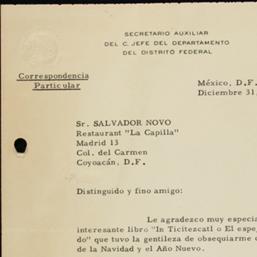 SECRETARIO AUXILIAR
DEL C. JEFE DEL DEPARTAMENTO
DEL DISTRITO FEDERAL
Correspondencia
Particular
México, D.F.
Diciembre 31,
Sr. SALVADOR NOVO
Restaurant "La Capilla"
Madrid 13
Col. del Carmen
Coyoacán, D.F.
Distinguido y fino amigo:
Le agradezco muy especia
interesante libro "In Ticitezcatl o El espe
do" que tuvo la gentileza de obsequiarme
de la Navidad y el Año Nuevo.